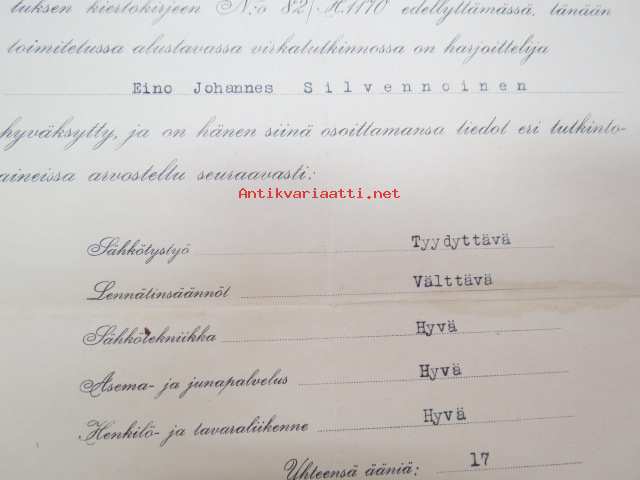 tuksen kiertokirjeen N:o 82/H.1170 edellyttämässä, tänään
toimitetussa alustavassa virkatutkinnossa on harjoittelija
Eino Johannes Silvennoinen
hyväksytty, ja on hänen siinä osoittamansa tiedot eri tutkinto-
aineissa arvosteltu seuraavasti:
Antikvariaatti.net
Sähkötystyö Tyydyttävä
Lennätinsäännöt Välttävä
Sähkötekniikka Hyvä
Asema- ja junapalvelus Hyvä
Henkilö- ja tavaraliikenne Hyvä
Yhteensä ääniä: 17